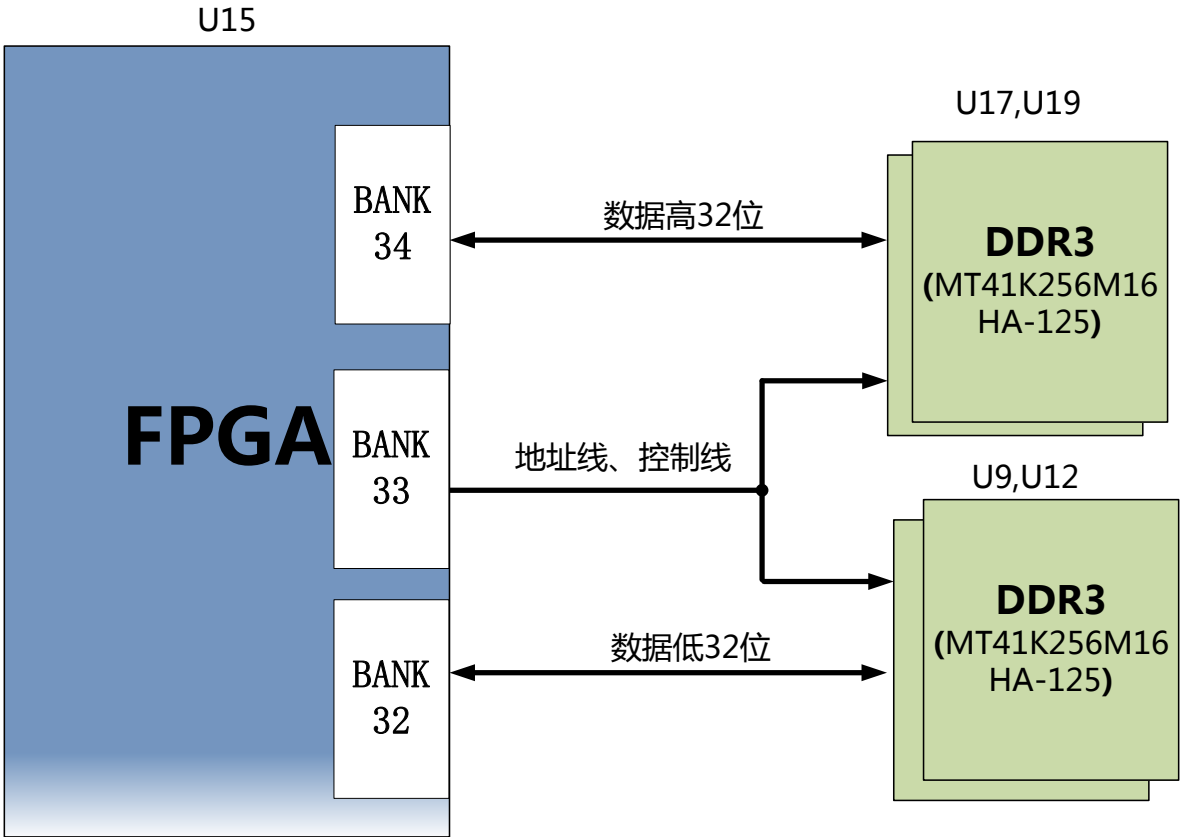 U15
BANK
34
FPGA
BANK
33
BANK
32
数据高32位
地址线、控制线
数据低32位
U17,U19
DDR3
(MT41K256M16
HA-125)
U9,U12
DDR3
(MT41K256M16
HA-125)